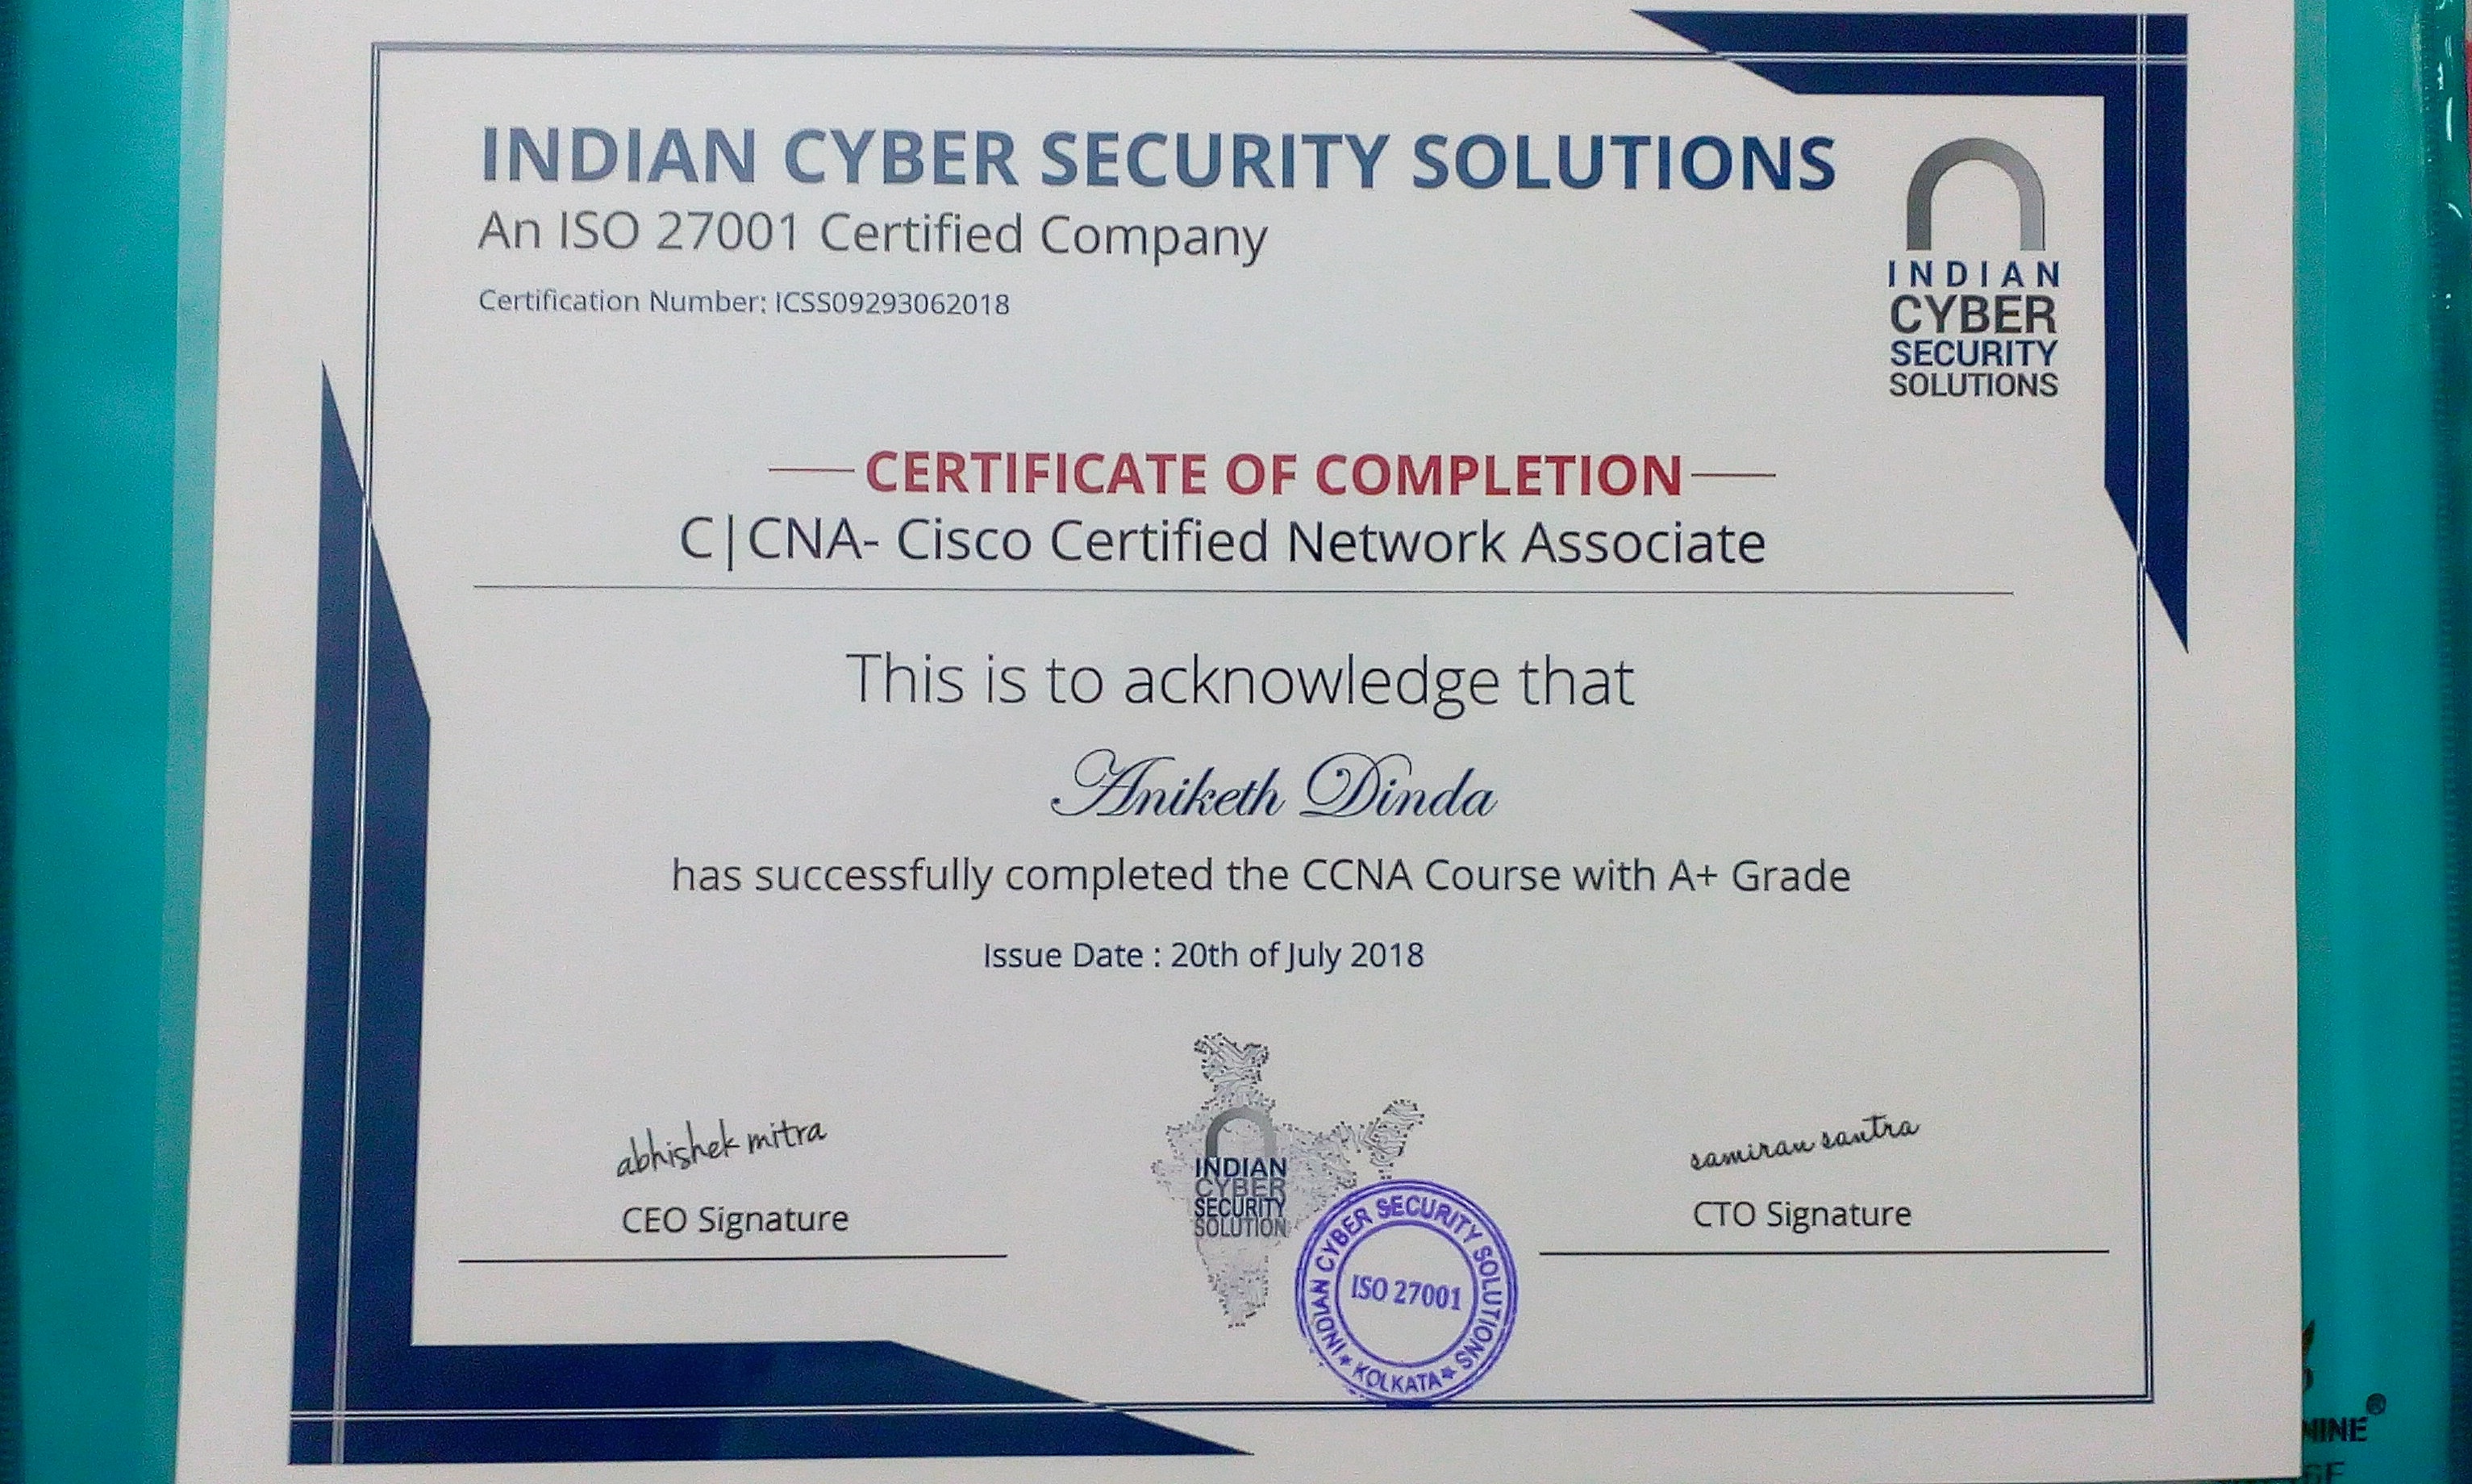 INDIAN CYBER SECURITY SOLUTIONS
An ISO 27001 Certified Company
Certification Number: ICSS09293062018
INDIAN
CYBER
SECURITY
SOLUTIONS
CERTIFICATE OF COMPLETION
C|CNA- Cisco Certified Network Associate
This is to acknowledge that
Aniketh Dinda
has successfully completed the CCNA Course with A+ Grade
Issue Date : 20th of July 2018
abhishek mitra
CEO Signature
INDIAN
CYBER
SECURITY
SOLUTION
INDIAN CYBER SECURITY SOLUTIONS
ISO 27001
★ KOLKATA ★
samiran santra
CTO Signature